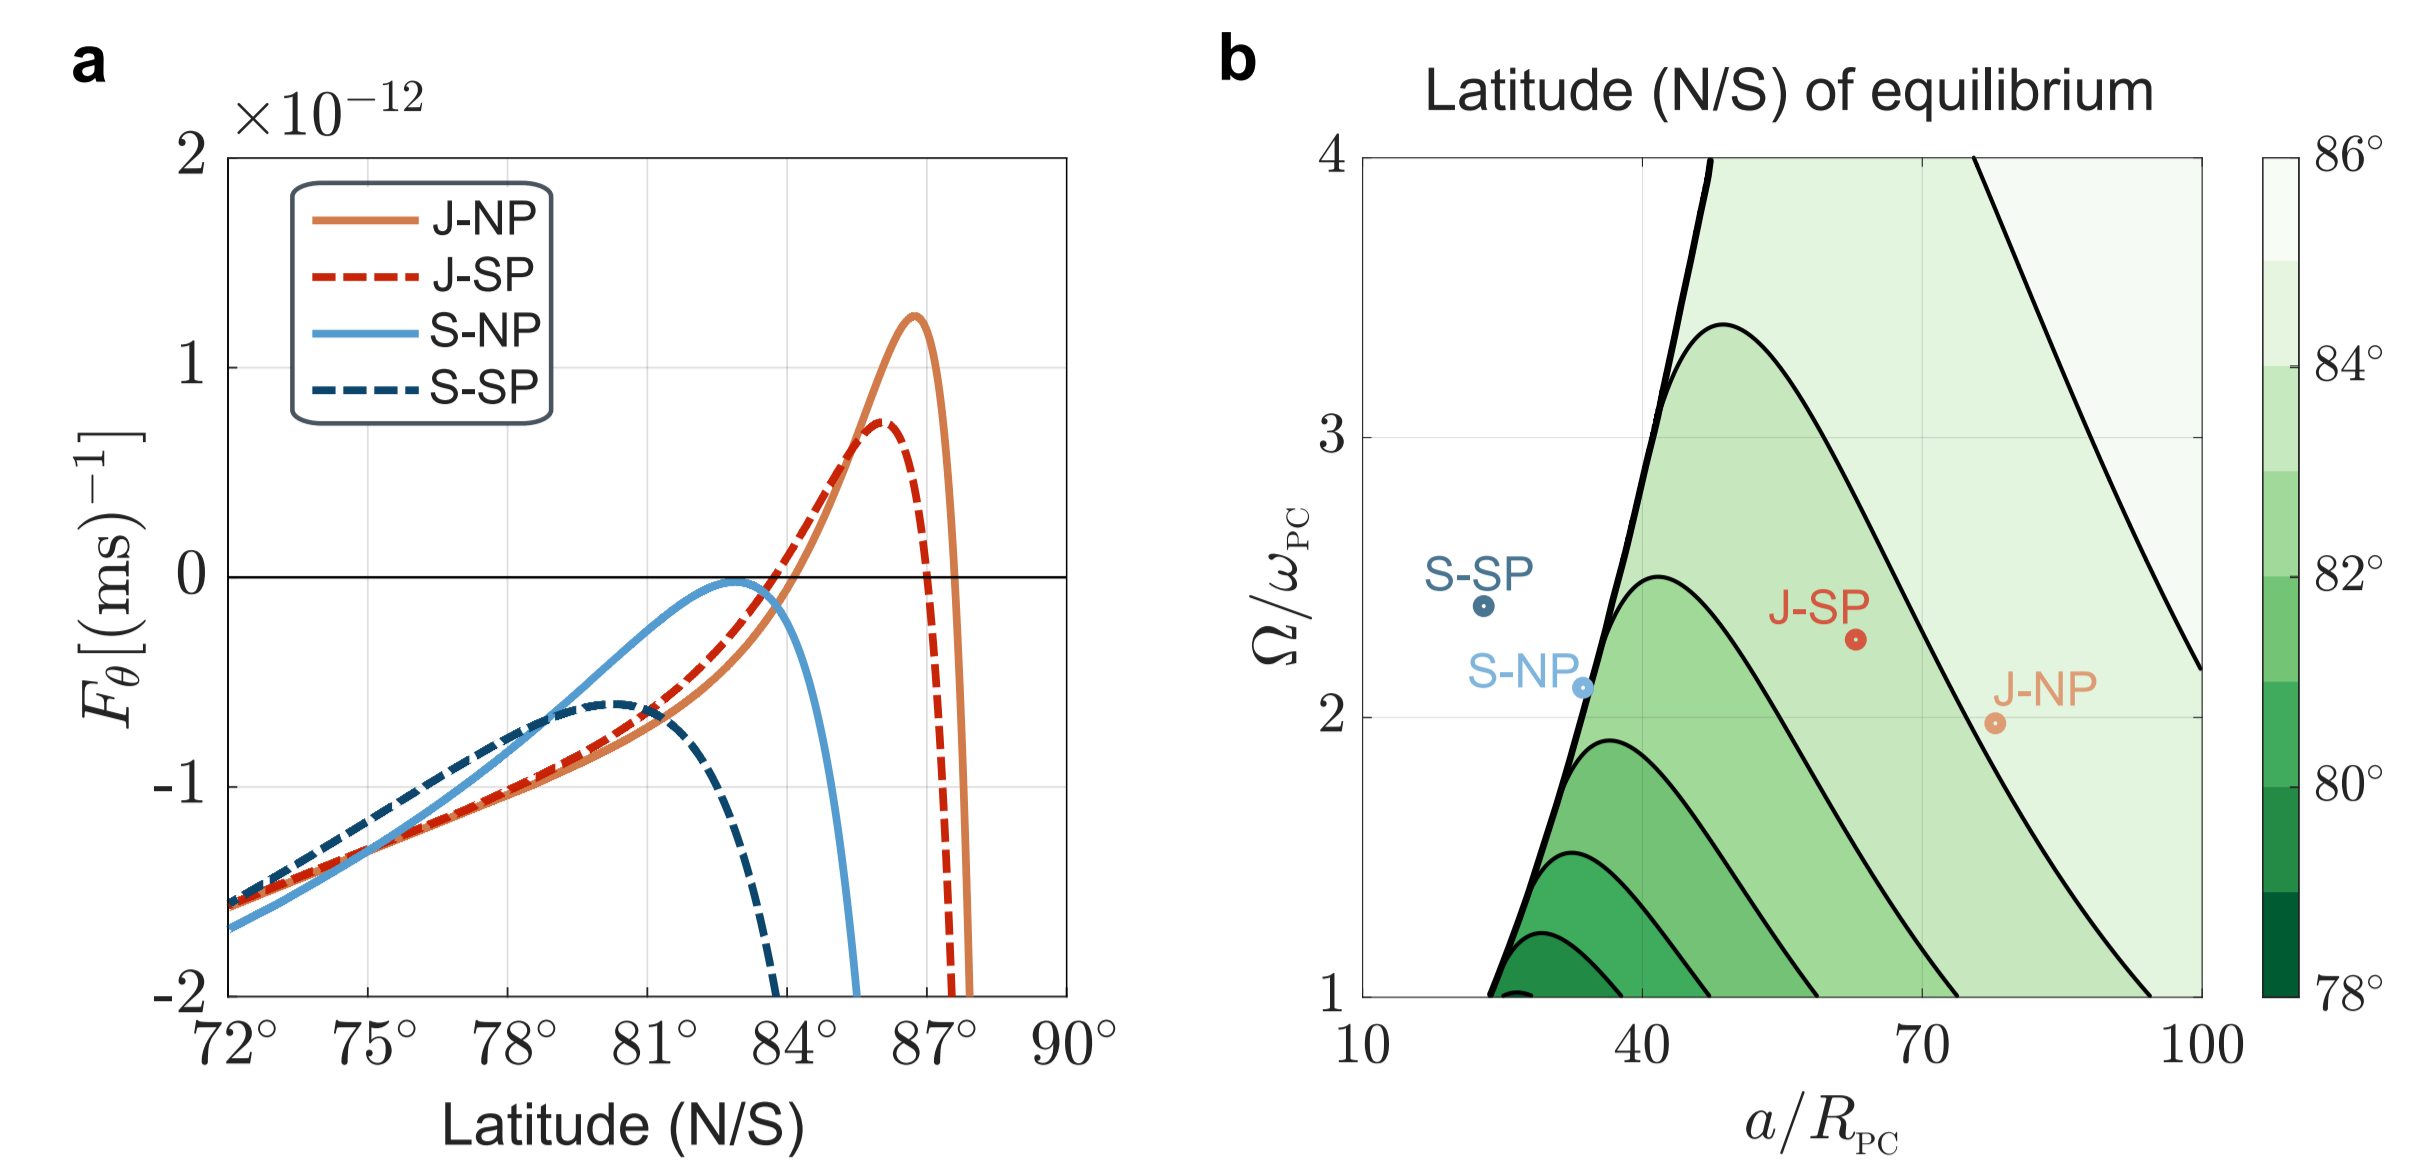 a
×10⁻¹²
2
1
0
-1
-2
F_θ[(ms)⁻¹]
J-NP
J-SP
S-NP
S-SP
72° 75° 78° 81° 84° 87° 90°
Latitude (N/S)
b
Latitude (N/S) of equilibrium
4
3
2
1
Ω/ω_PC
S-SP
S-NP
J-SP
J-NP
10 40 70 100
a/R_PC
86°
84°
82°
80°
78°